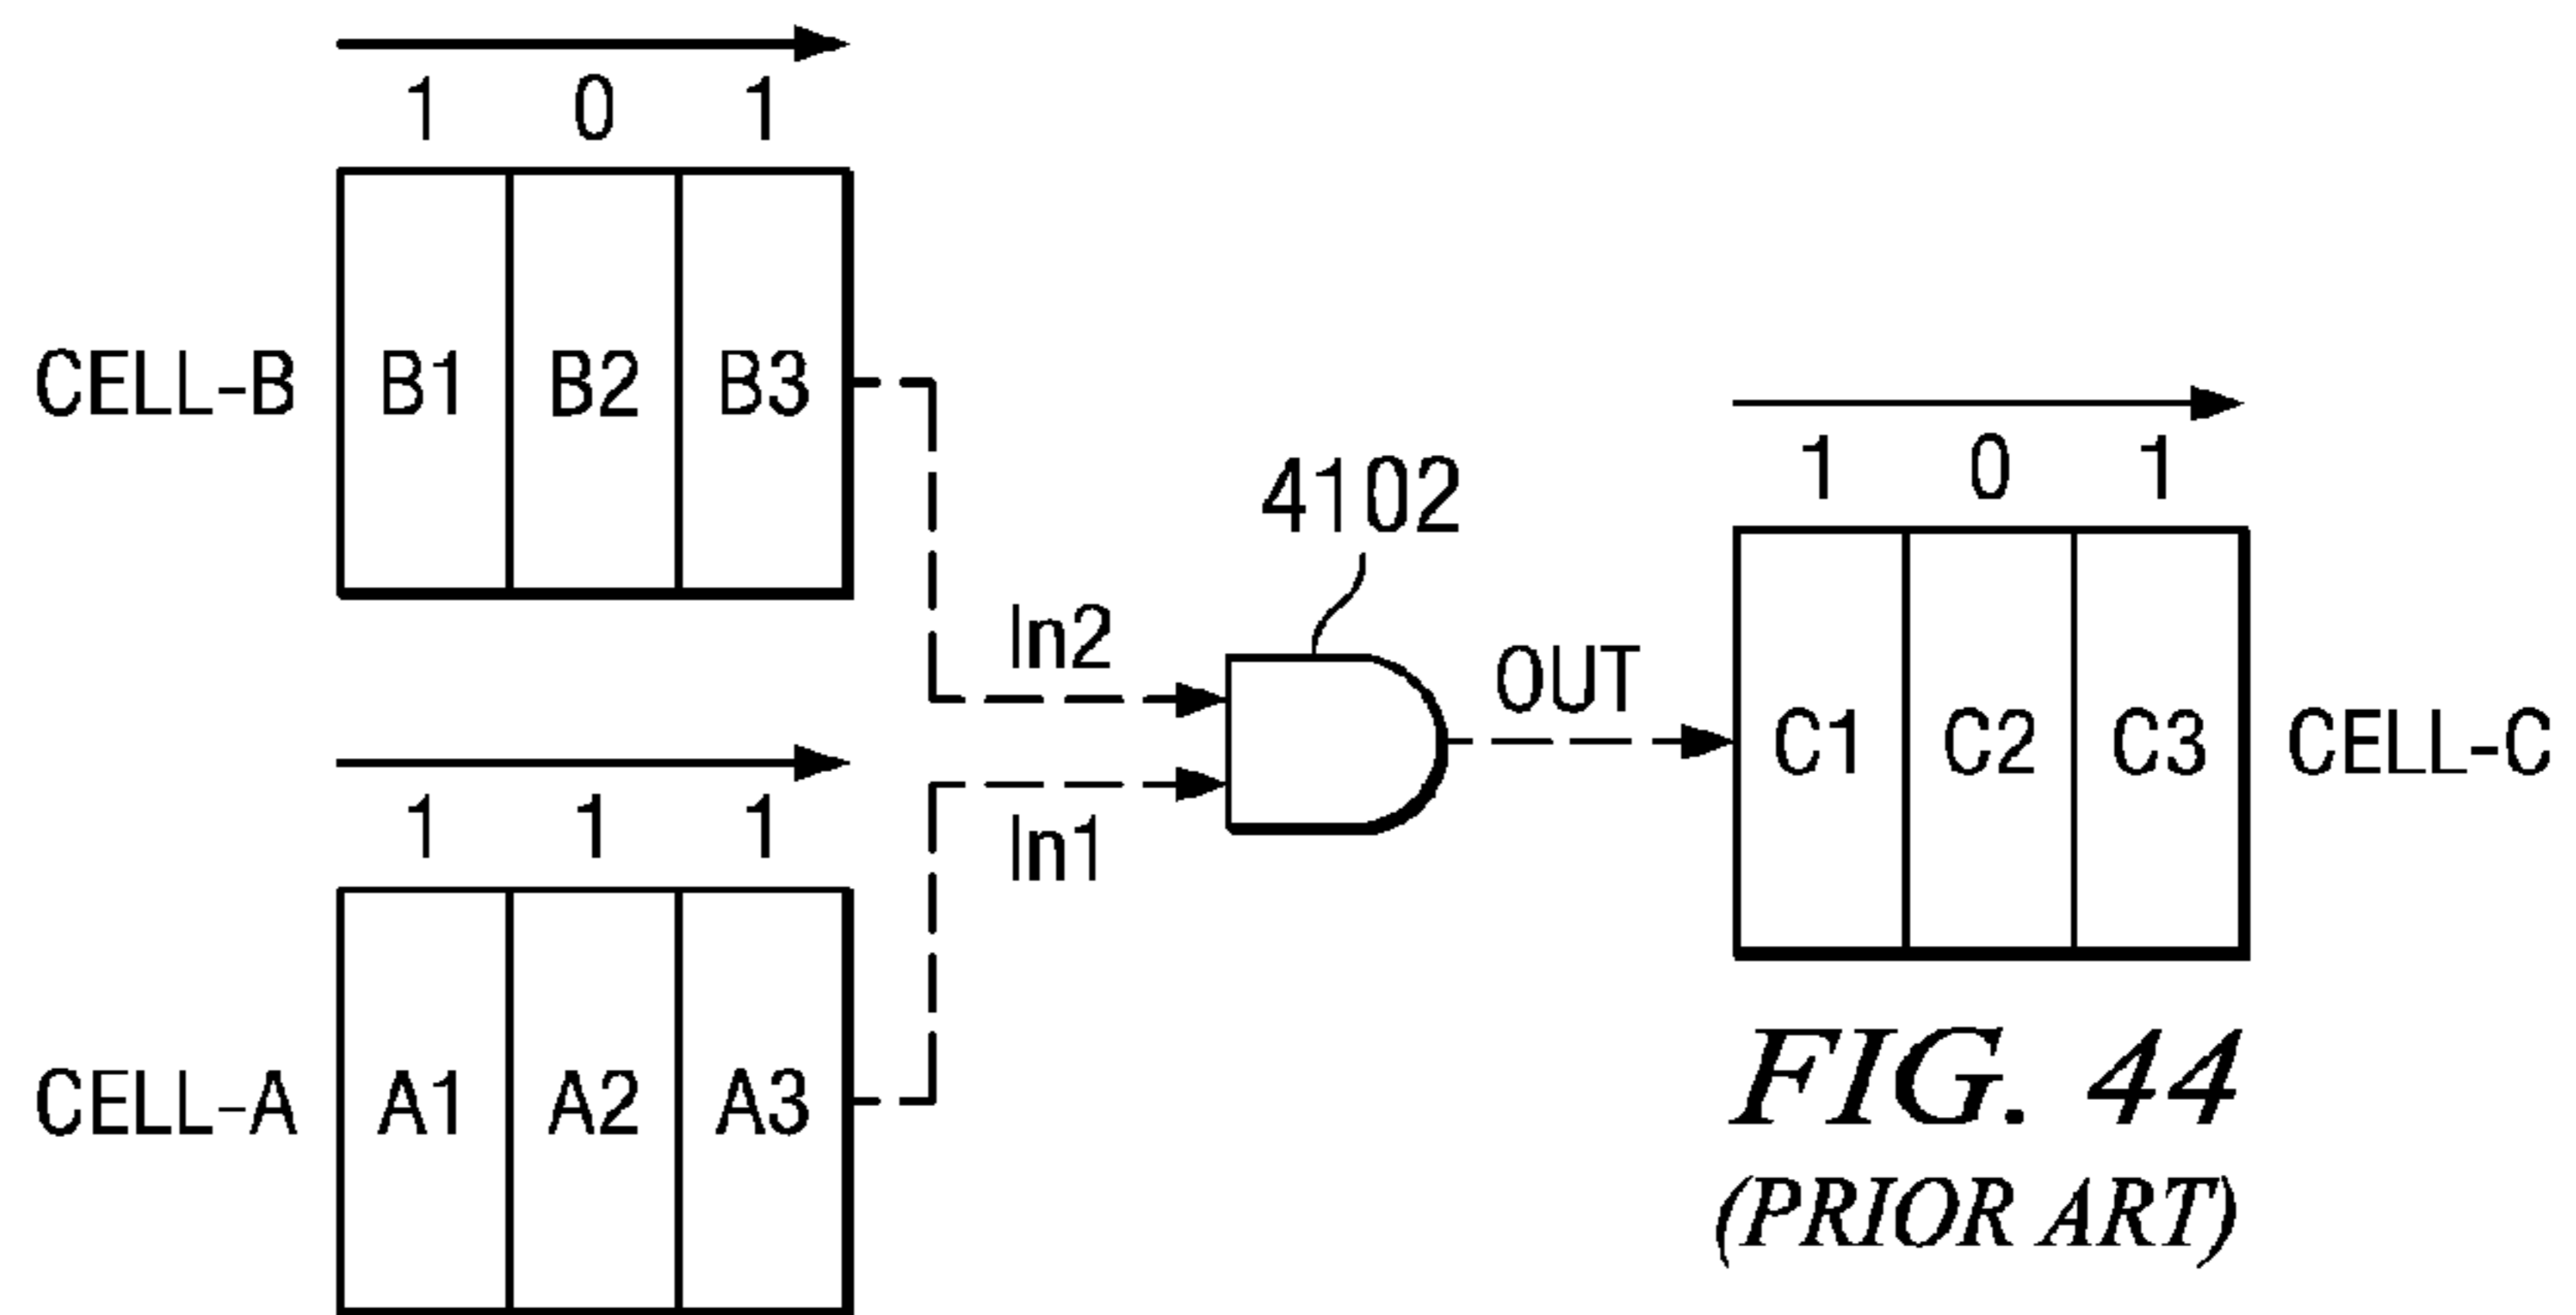 1 0 1
CELL-B B1 B2 B3
4102
1 0 1
In2
OUT
C1 C2 C3 CELL-C
In1
1 1 1
CELL-A A1 A2 A3
FIG. 44
(PRIOR ART)